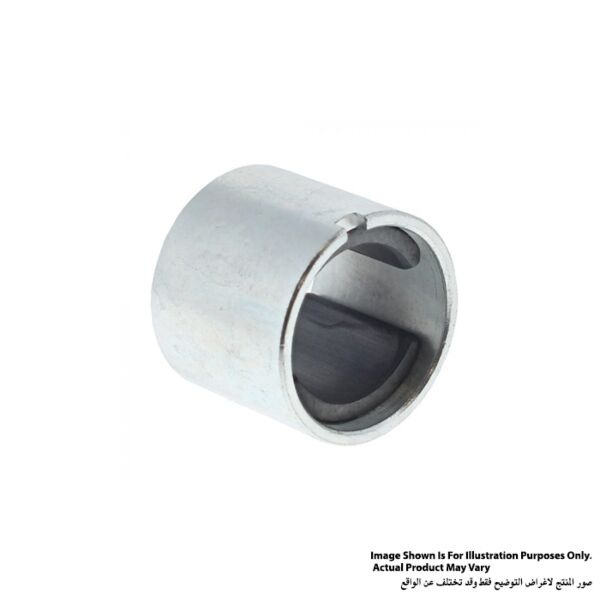 Image Shown Is For Illustration Purposes Only.
Actual Product May Vary
صور المنتج لاغراض التوضيح فقط وقد تختلف عن الواقع